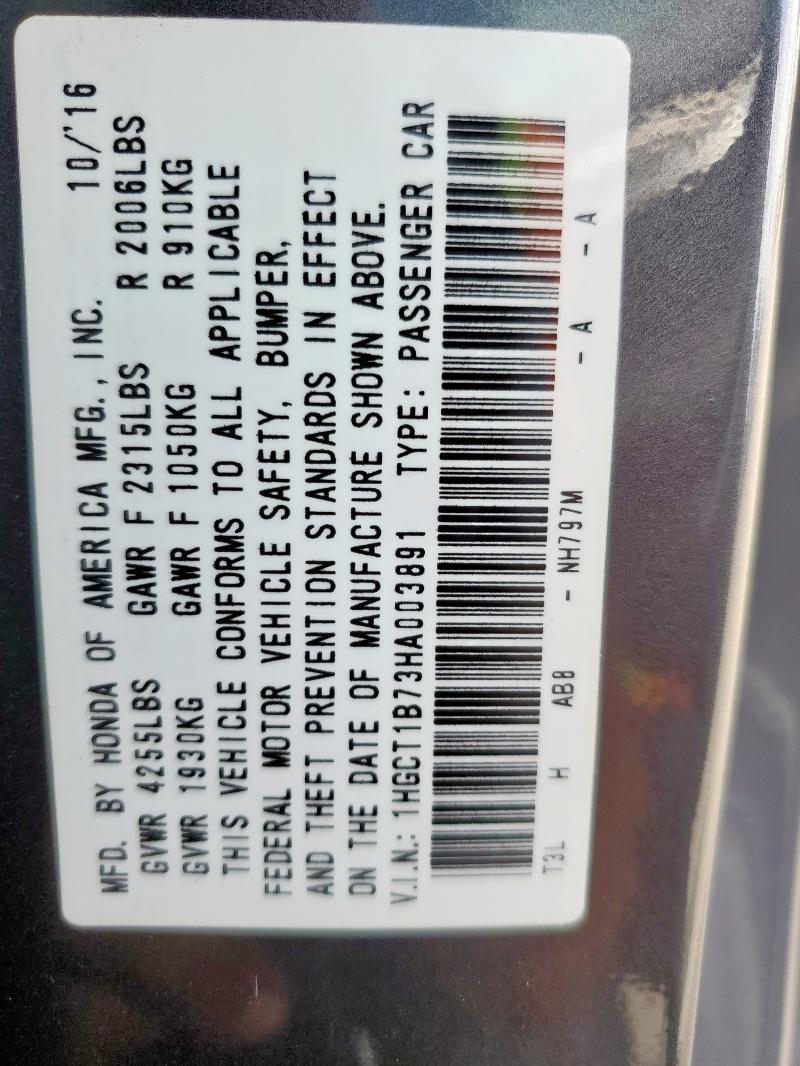 MFD. BY HONDA OF AMERICA MFG., INC. 10/'16
GVWR 4255LBS GAWR F 2315LBS R 2006LBS
GVWR 1930KG GAWR F 1050KG R 910KG
THIS VEHICLE CONFORMS TO ALL APPLICABLE
FEDERAL MOTOR VEHICLE SAFETY, BUMPER,
AND THEFT PREVENTION STANDARDS IN EFFECT
ON THE DATE OF MANUFACTURE SHOWN ABOVE.
V.I.N.: 1HGCT1B73HA003891 TYPE: PASSENGER CAR
T3L H AB8 - NH797M - A - A